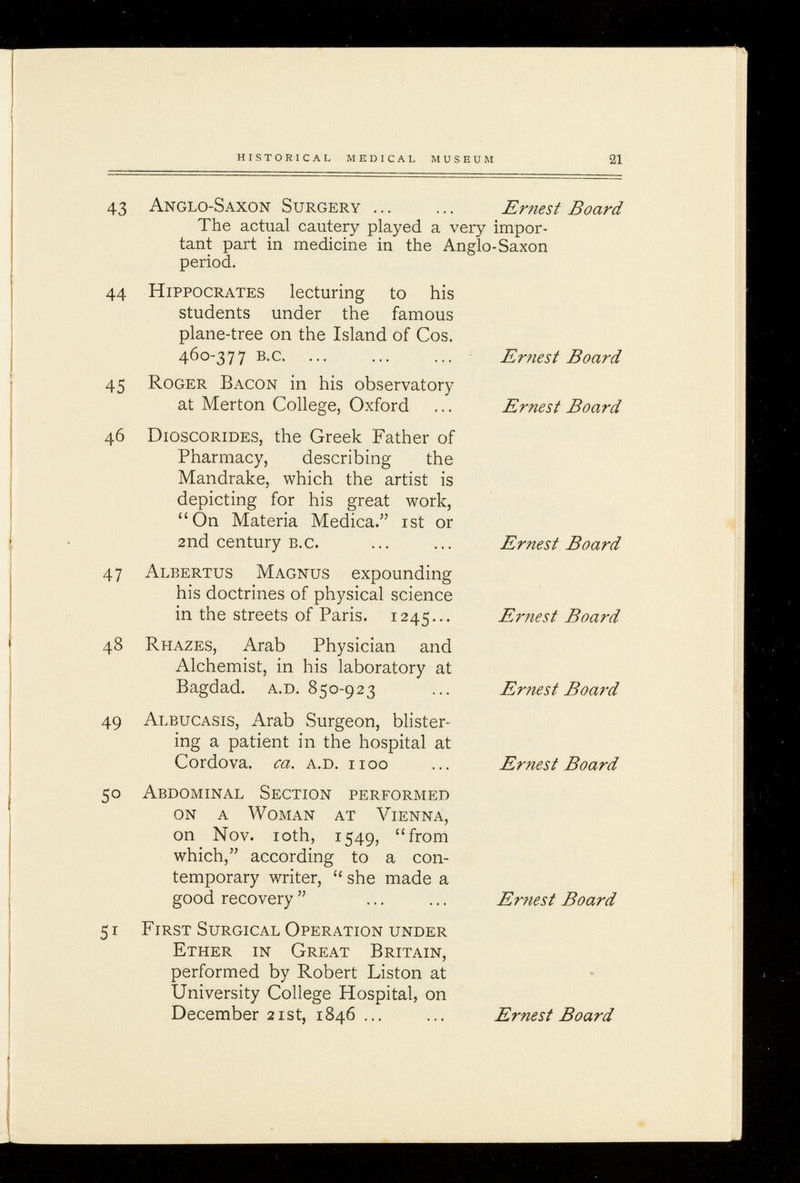 HISTORICAL MEDICAL MUSEUM 21
43 ANGLO-SAXON SURGERY ... ... Ernest Board
The actual cautery played a very impor-
tant part in medicine in the Anglo-Saxon
period.
44 HIPPOCRATES lecturing to his
students under the famous
plane-tree on the Island of Cos.
460-377 B.C. ... ... ... Ernest Board
45 ROGER BACON in his observatory
at Merton College, Oxford ... Ernest Board
46 DIOSCORIDES, the Greek Father of
Pharmacy, describing the
Mandrake, which the artist is
depicting for his great work,
“On Materia Medica.” 1st or
2nd century B.C. ... ... Ernest Board
47 ALBERTUS MAGNUS expounding
his doctrines of physical science
in the streets of Paris. 1245... Ernest Board
48 RHAZES, Arab Physician and
Alchemist, in his laboratory at
Bagdad. A.D. 850-923 ... Ernest Board
49 ALBUCASIS, Arab Surgeon, blister-
ing a patient in the hospital at
Cordova. ca. A.D. 1100 ... Ernest Board
50 ABDOMINAL SECTION PERFORMED
ON A WOMAN AT VIENNA,
on Nov. 10th, 1549, “from
which,” according to a con-
temporary writer, “she made a
good recovery” ... ... Ernest Board
51 FIRST SURGICAL OPERATION UNDER
ETHER IN GREAT BRITAIN,
performed by Robert Liston at
University College Hospital, on
December 21st, 1846 ... ... Ernest Board